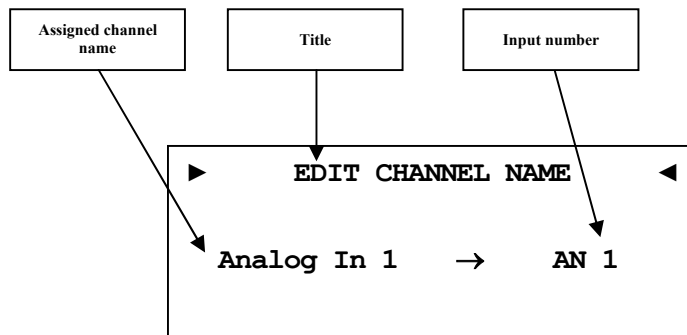 Assigned channel
name
Title
Input number
► EDIT CHANNEL NAME ◄
Analog In 1 → AN 1